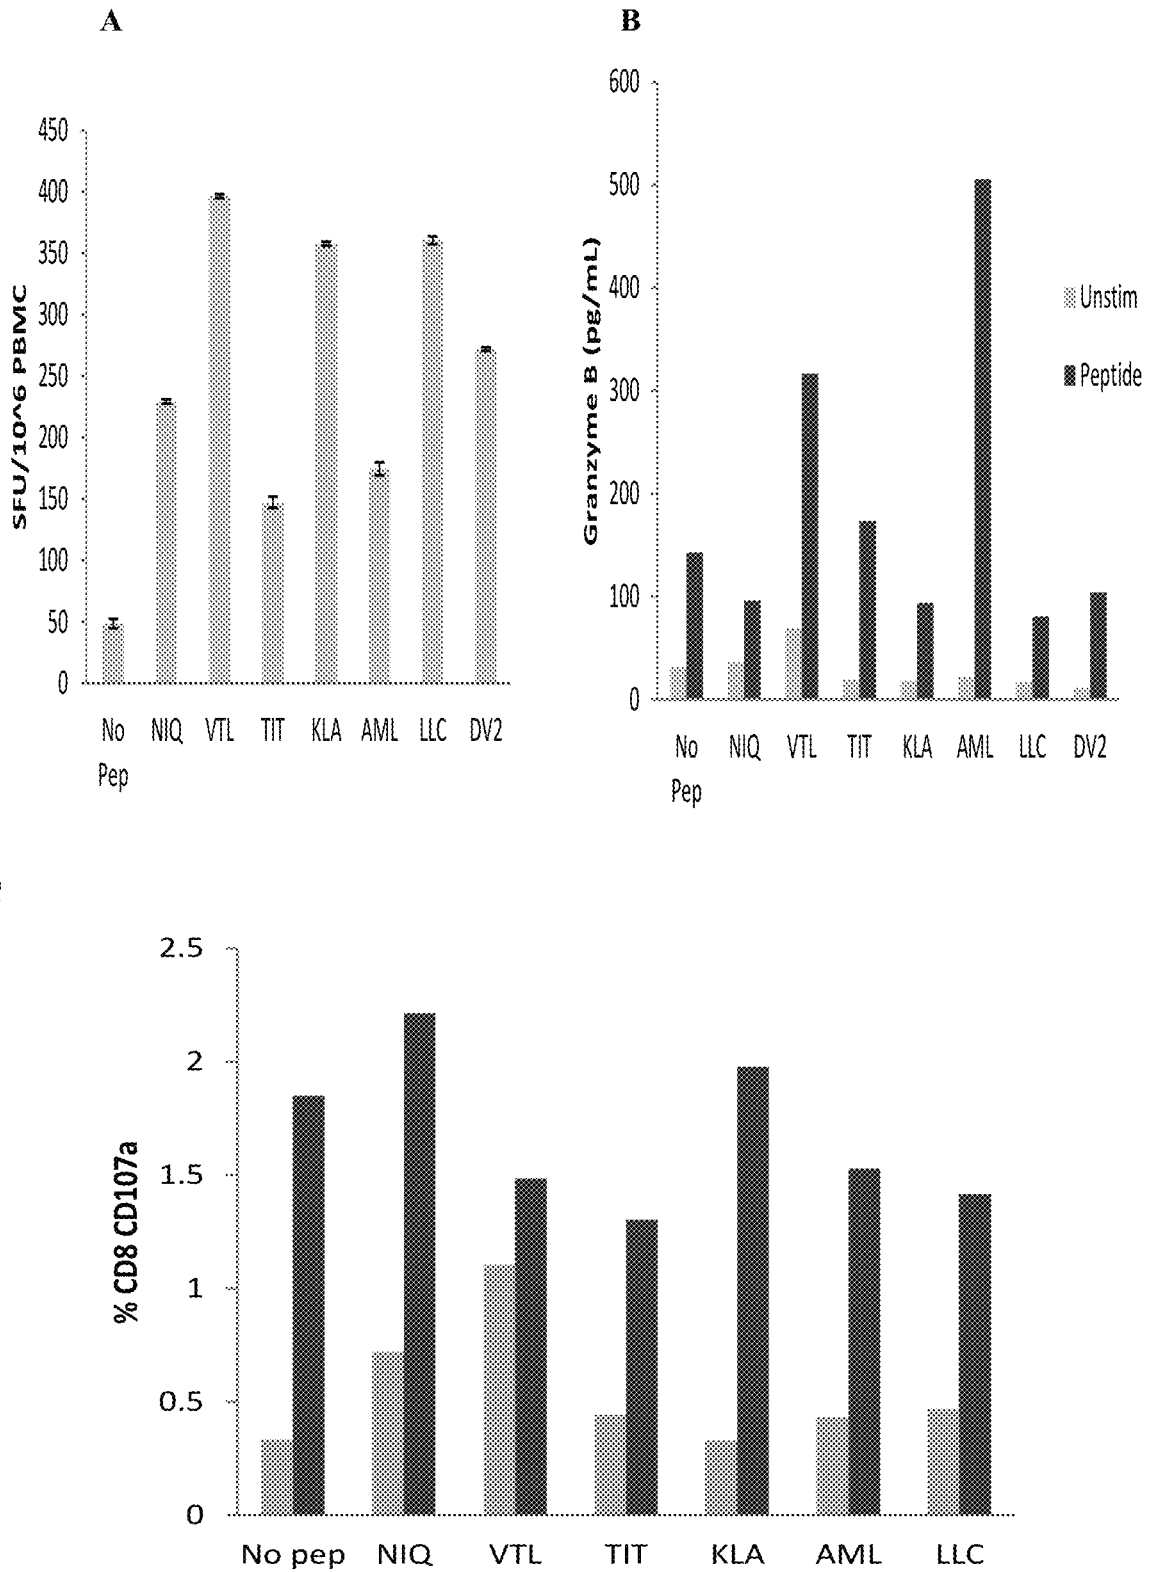 A
450
400
350
300
250
200
150
100
50
0
SFU/10^6 PBMC
No Pep
NIQ
VTL
TIT
KLA
AML
LLC
DV2
B
600
500
400
300
200
100
0
Granzyme B (pg/mL)
No Pep
NIQ
VTL
TIT
KLA
AML
LLC
DV2
Unstim
Peptide
2.5
2
1.5
1
0.5
0
% CD8 CD107a
No pep
NIQ
VTL
TIT
KLA
AML
LLC